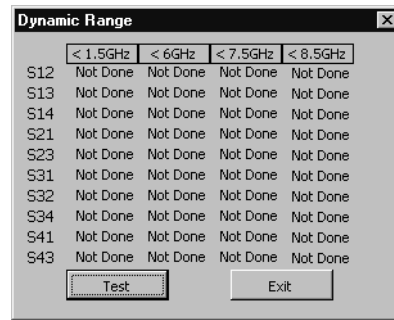 Dynamic Range
< 1.5GHz < 6GHz < 7.5GHz < 8.5GHz
S12 Not Done Not Done Not Done Not Done
S13 Not Done Not Done Not Done Not Done
S14 Not Done Not Done Not Done Not Done
S21 Not Done Not Done Not Done Not Done
S23 Not Done Not Done Not Done Not Done
S31 Not Done Not Done Not Done Not Done
S32 Not Done Not Done Not Done Not Done
S34 Not Done Not Done Not Done Not Done
S41 Not Done Not Done Not Done Not Done
S43 Not Done Not Done Not Done Not Done
Test Exit